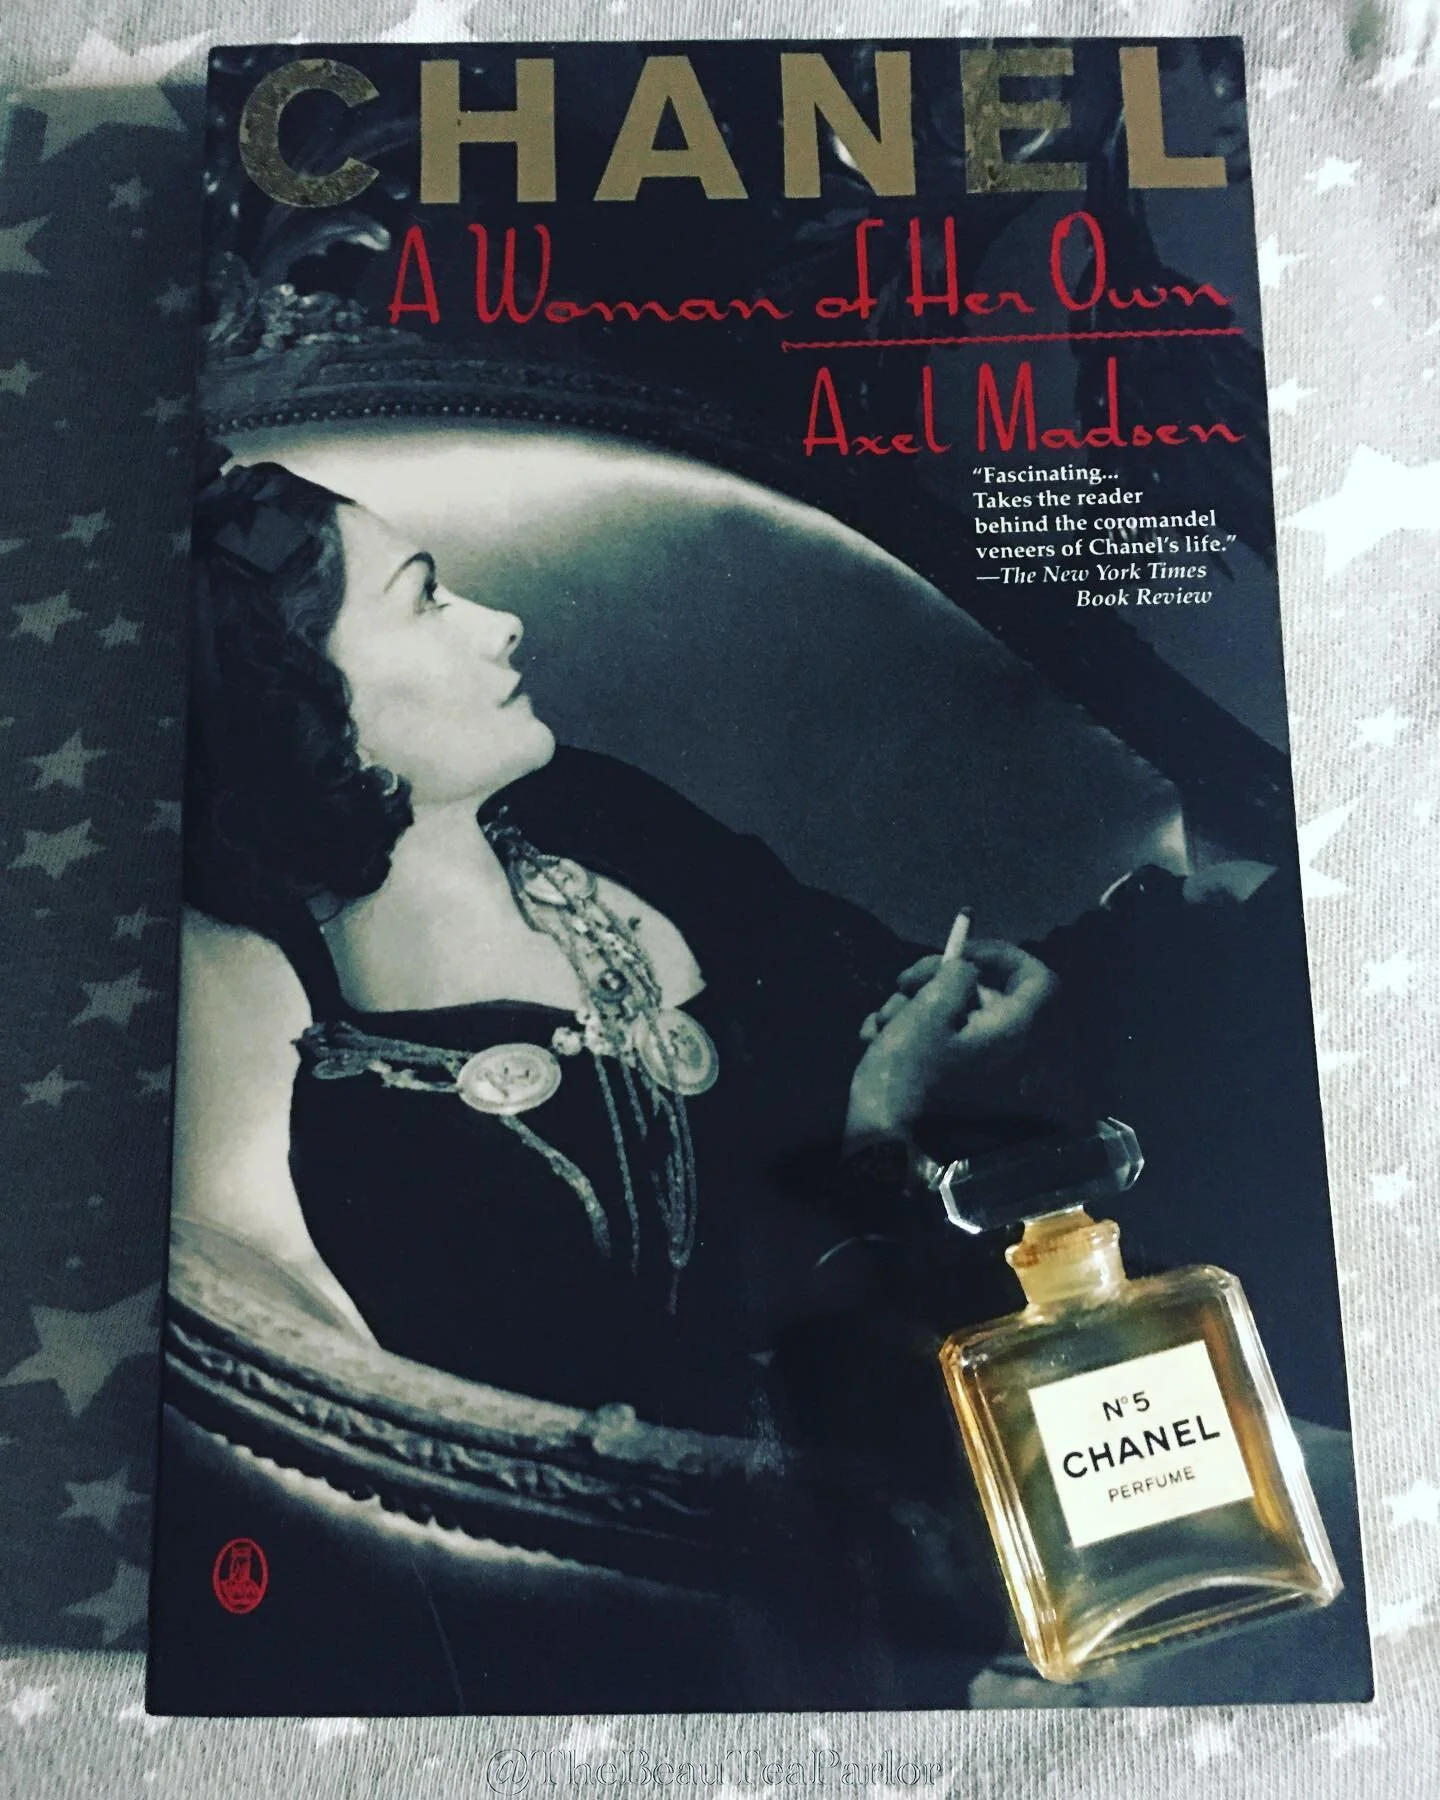 CHANEL
A Woman of Her Own
Axel Madsen
“Fascinating...
Takes the reader
behind the coromandel
veneers of Chanel’s life.”
—The New York Times
Book Review
N°5
CHANEL
PERFUME
@TheBeauTeaParlor